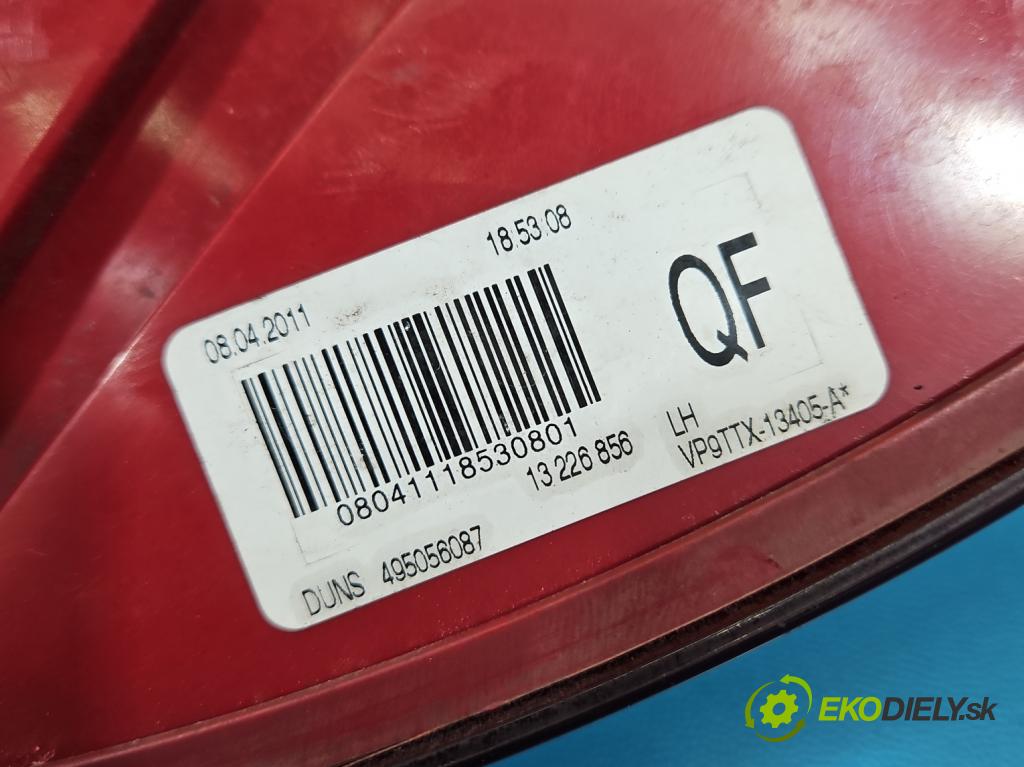 08.04.2011
18:53:08
QF
08041118530801
13 226 856
LH
VP9TTX-13405-A*
DUNS 495056087
EKODIELY.sk